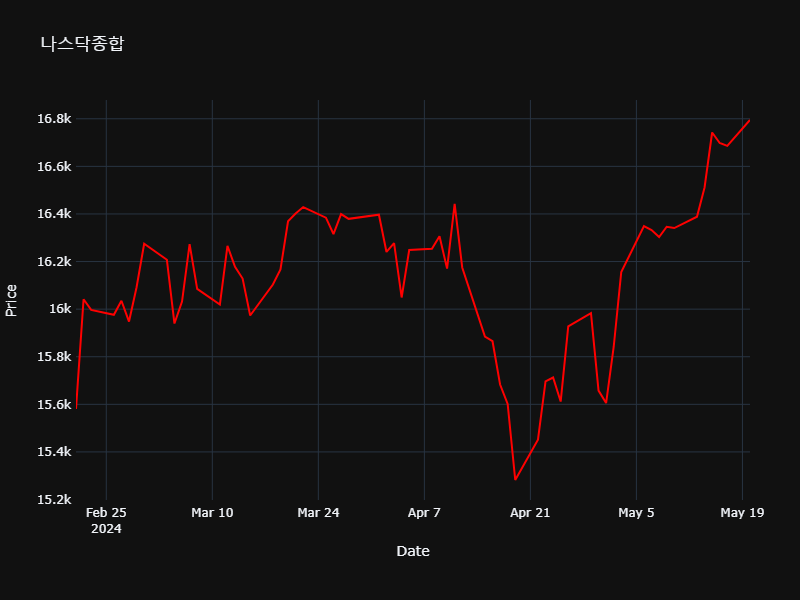 나스닥종합
16.8k
16.6k
16.4k
16.2k
16k
15.8k
15.6k
15.4k
15.2k
Price
Feb 25
2024
Mar 10
Mar 24
Apr 7
Apr 21
May 5
May 19
Date